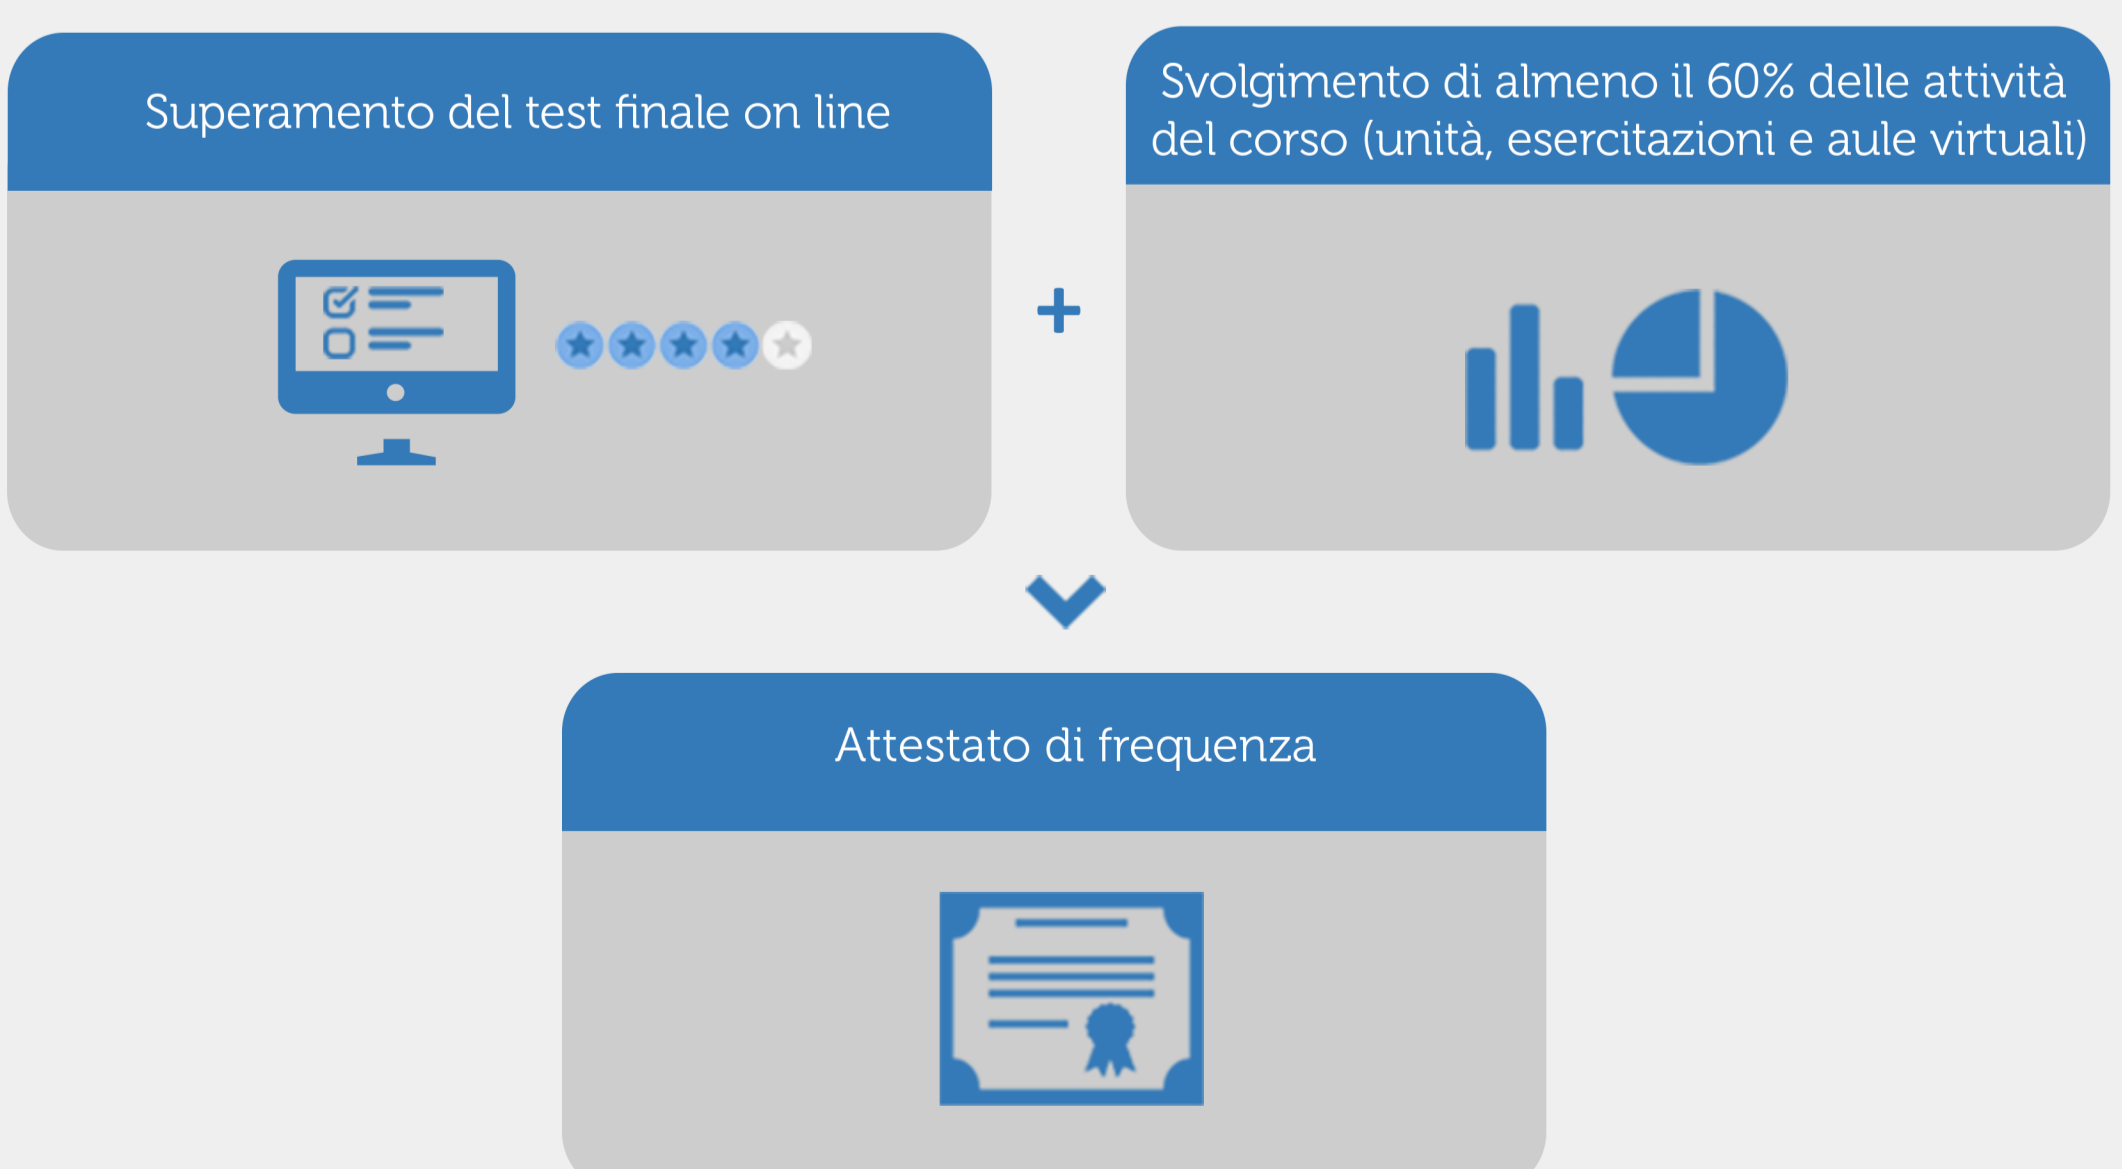 Superamento del test finale on line
Svolgimento di almeno il 60% delle attività
del corso (unità, esercitazioni e aule virtuali)
+
Attestato di frequenza